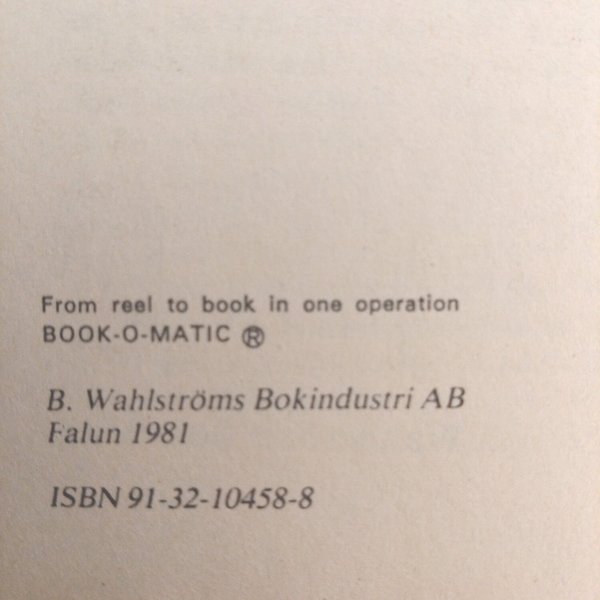 From reel to book in one operation
BOOK-O-MATIC ®
B. Wahlströms Bokindustri AB
Falun 1981
ISBN 91-32-10458-8